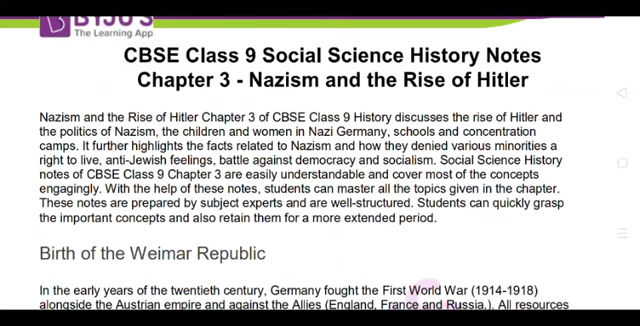 BYJU'S
The Learning App
CBSE Class 9 Social Science History Notes
Chapter 3 - Nazism and the Rise of Hitler
Nazism and the Rise of Hitler Chapter 3 of CBSE Class 9 History discusses the rise of Hitler and
the politics of Nazism, the children and women in Nazi Germany, schools and concentration
camps. It further highlights the facts related to Nazism and how they denied various minorities a
right to live, anti-Jewish feelings, battle against democracy and socialism. Social Science History
notes of CBSE Class 9 Chapter 3 are easily understandable and cover most of the concepts
engagingly. With the help of these notes, students can master all the topics given in the chapter.
These notes are prepared by subject experts and are well-structured. Students can quickly grasp
the important concepts and also retain them for a more extended period.
Birth of the Weimar Republic
In the early years of the twentieth century, Germany fought the First World War (1914-1918)
alongside the Austrian empire and against the Allies (England, France and Russia.). All resources